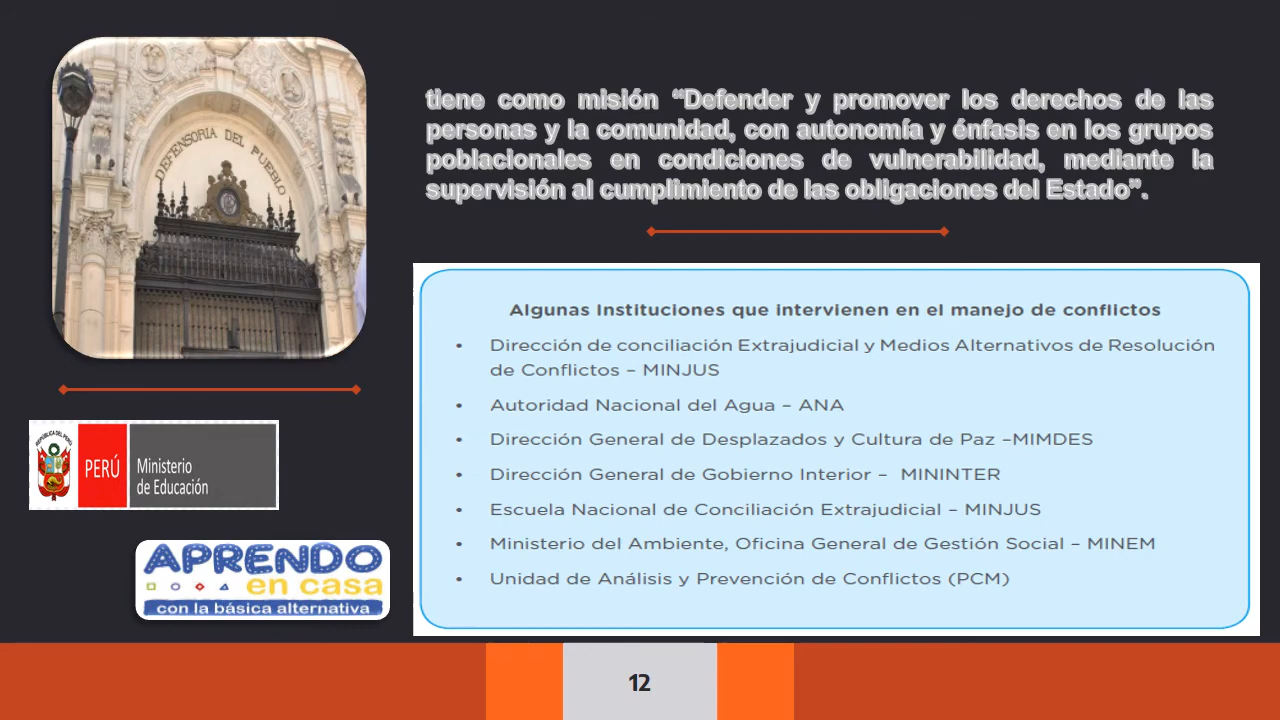 DEFENSORIA DEL PUEBLO
tiene como misión “Defender y promover los derechos de las
personas y la comunidad, con autonomía y énfasis en los grupos
poblacionales en condiciones de vulnerabilidad, mediante la
supervisión al cumplimiento de las obligaciones del Estado”.
Algunas Instituciones que intervienen en el manejo de conflictos
• Dirección de conciliación Extrajudicial y Medios Alternativos de Resolución
de Conflictos – MINJUS
• Autoridad Nacional del Agua – ANA
• Dirección General de Desplazados y Cultura de Paz –MIMDES
• Dirección General de Gobierno Interior – MININTER
• Escuela Nacional de Conciliación Extrajudicial – MINJUS
• Ministerio del Ambiente, Oficina General de Gestión Social – MINEM
• Unidad de Análisis y Prevención de Conflictos (PCM)
REPÚBLICA DEL PERÚ
PERÚ
Ministerio
de Educación
APRENDO
en casa
con la básica alternativa
12